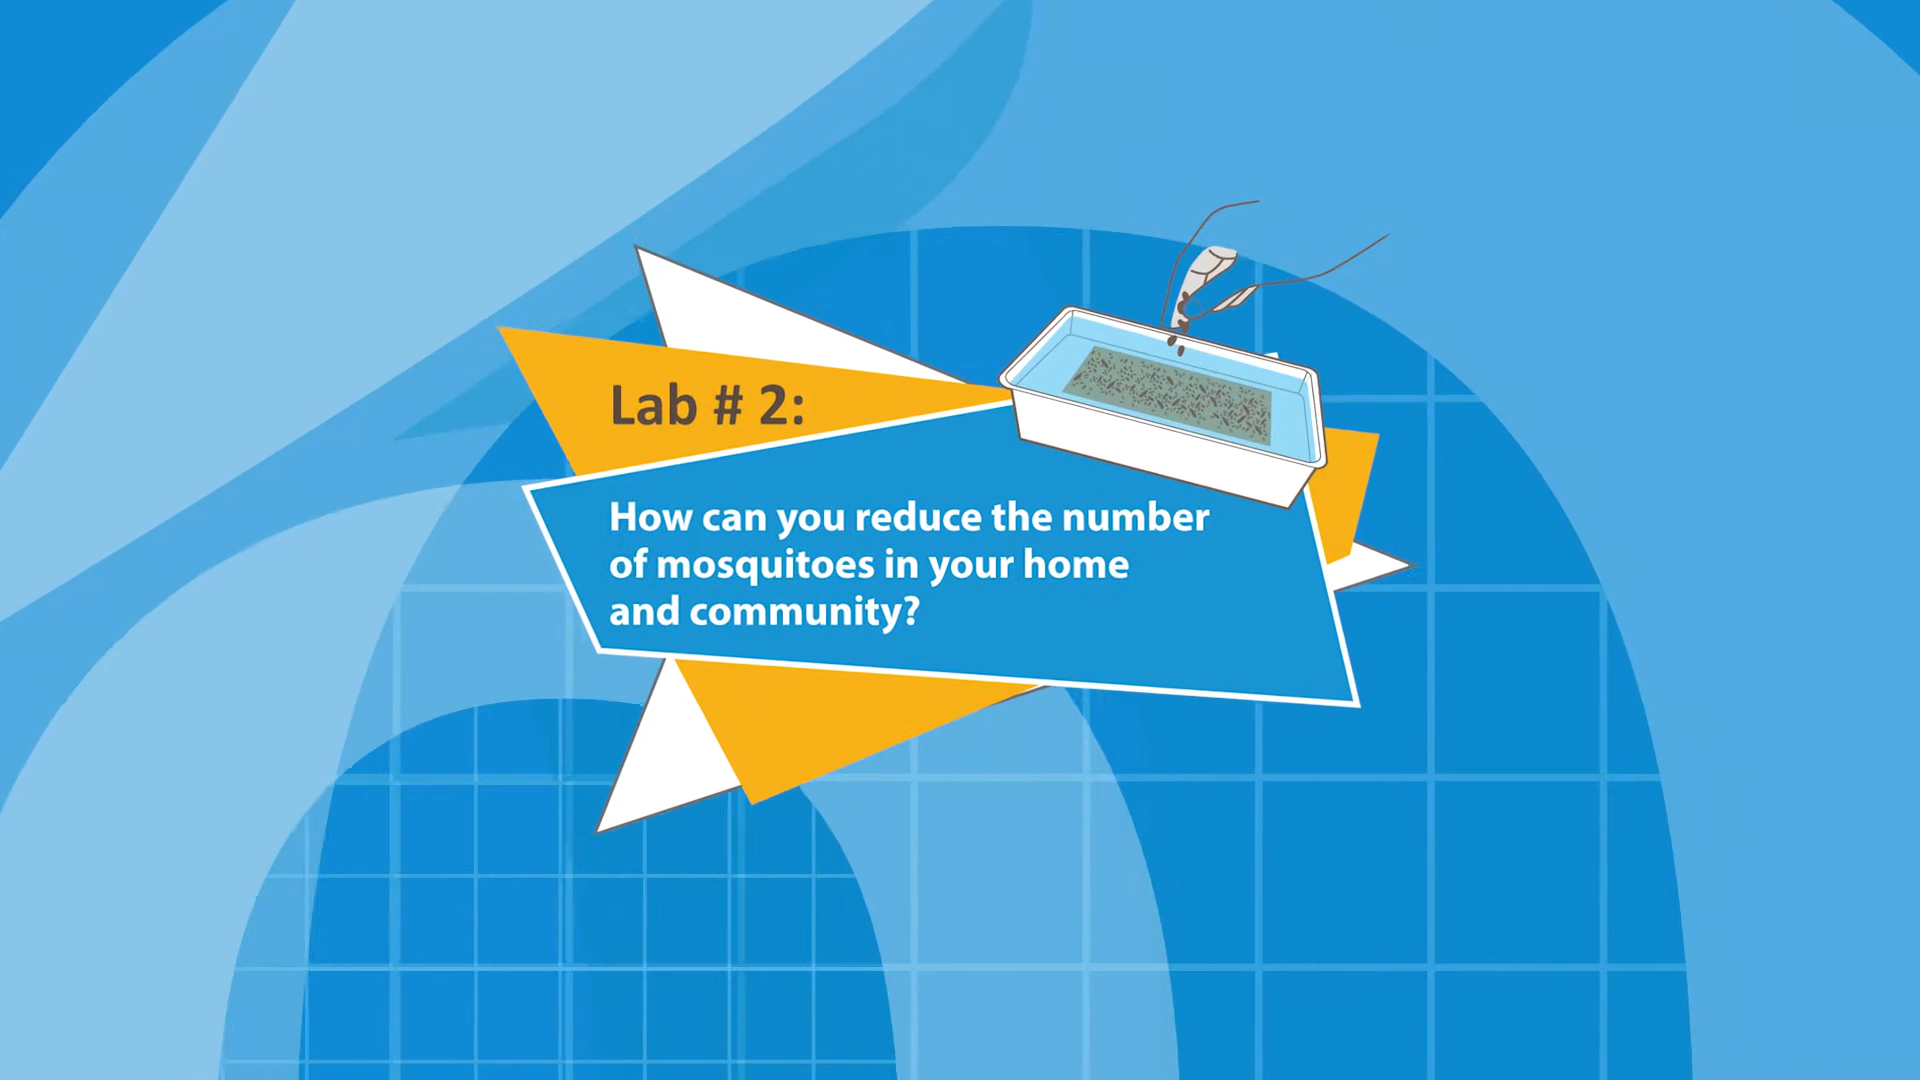 Lab # 2:
How can you reduce the number
of mosquitoes in your home
and community?